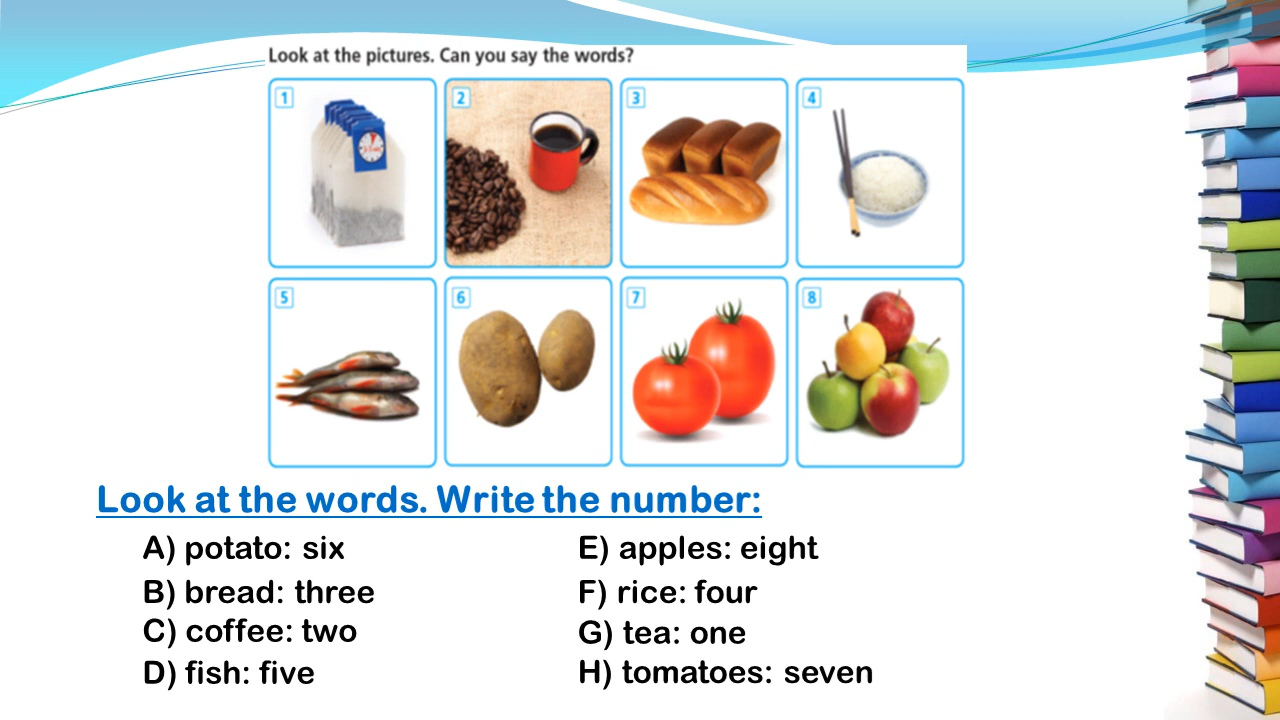 Look at the pictures. Can you say the words?
1
2
3
4
5
6
7
8
Look at the words. Write the number:
A) potato: six
B) bread: three
C) coffee: two
D) fish: five
E) apples: eight
F) rice: four
G) tea: one
H) tomatoes: seven